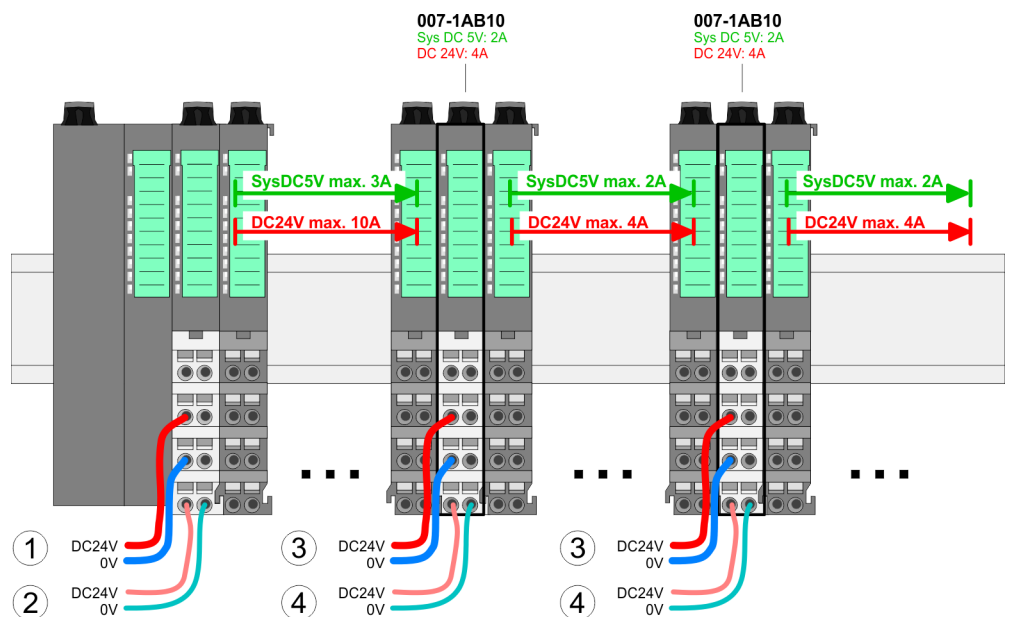 007-1AB10
Sys DC 5V: 2A
DC 24V: 4A
007-1AB10
Sys DC 5V: 2A
DC 24V: 4A
SysDC5V max. 3A
SysDC5V max. 2A
SysDC5V max. 2A
DC24V max. 10A
DC24V max. 4A
DC24V max. 4A
1
DC24V
0V
3
DC24V
0V
3
DC24V
0V
2
DC24V
0V
4
DC24V
0V
4
DC24V
0V